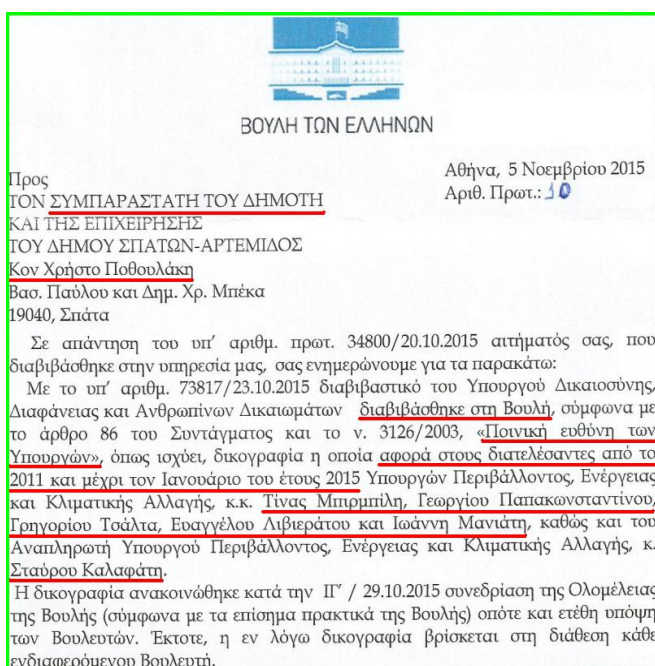 ΒΟΥΛΗ ΤΩΝ ΕΛΛΗΝΩΝ
Αθήνα, 5 Νοεμβρίου 2015
Αριθ. Πρωτ.: 10
Προς
ΤΟΝ ΣΥΜΠΑΡΑΣΤΑΤΗ ΤΟΥ ΔΗΜΟΤΗ
ΚΑΙ ΤΗΣ ΕΠΙΧΕΙΡΗΣΗΣ
ΤΟΥ ΔΗΜΟΥ ΣΠΑΤΩΝ-ΑΡΤΕΜΙΔΟΣ
Κον Χρήστο Ποθουλάκη
Βασ. Παύλου και Δημ. Χρ. Μπέκα
19040, Σπάτα
Σε απάντηση του υπ' αριθμ. πρωτ. 34800/20.10.2015 αιτήματός σας, που
διαβιβάσθηκε στην υπηρεσία μας, σας ενημερώνουμε για τα παρακάτω:
Με το υπ' αριθμ. 73817/23.10.2015 διαβιβαστικό του Υπουργού Δικαιοσύνης,
Διαφάνειας και Ανθρωπίνων Δικαιωμάτων διαβιβάσθηκε στη Βουλή, σύμφωνα με
το άρθρο 86 του Συντάγματος και το ν. 3126/2003, «Ποινική ευθύνη των
Υπουργών», όπως ισχύει, δικογραφία η οποία αφορά στους διατελέσαντες από το
2011 και μέχρι τον Ιανουάριο του έτους 2015 Υπουργών Περιβάλλοντος, Ενέργειας
και Κλιματικής Αλλαγής, κ.κ. Τίνας Μπιρμπίλη, Γεωργίου Παπακωνσταντίνου,
Γρηγορίου Τσάλτα, Ευαγγέλου Λιβιεράτου και Ιωάννη Μανιάτη, καθώς και του
Αναπληρωτή Υπουργού Περιβάλλοντος, Ενέργειας και Κλιματικής Αλλαγής, κ.
Σταύρου Καλαφάτη.
Η δικογραφία ανακοινώθηκε κατά την ΙΓ' / 29.10.2015 συνεδρίαση της Ολομέλειας
της Βουλής (σύμφωνα με τα επίσημα πρακτικά της Βουλής) οπότε και ετέθη υπόψη
των Βουλευτών. Έκτοτε, η εν λόγω δικογραφία βρίσκεται στη διάθεση κάθε
ενδιαφερόμενου Βουλευτή.